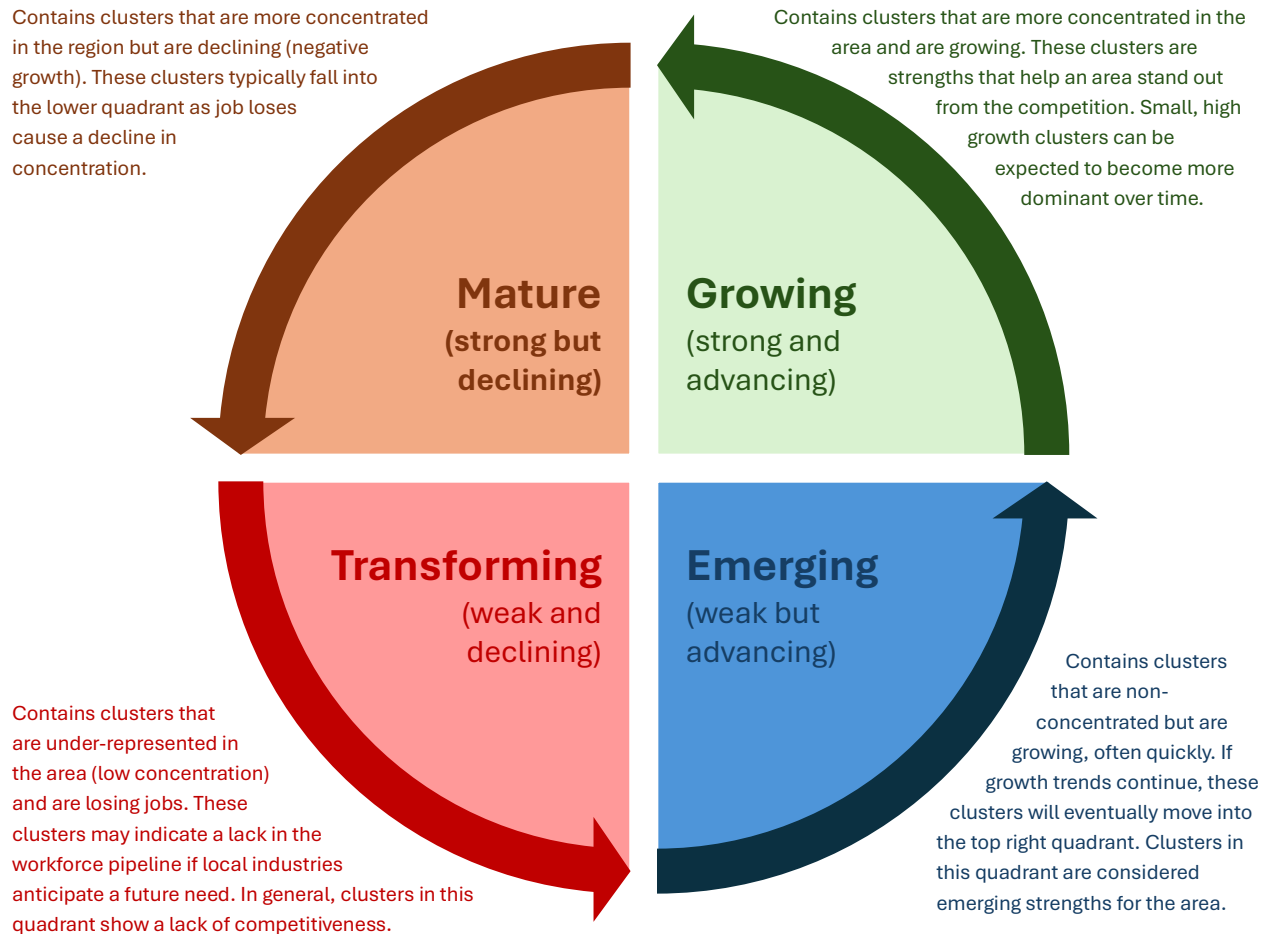 Contains clusters that are more concentrated
in the region but are declining (negative
growth). These clusters typically fall into
the lower quadrant as job loses
cause a decline in
concentration.
Contains clusters that are more concentrated in the
area and are growing. These clusters are
strengths that help an area stand out
from the competition. Small, high
growth clusters can be
expected to become more
dominant over time.
Mature
(strong but
declining)
Growing
(strong and
advancing)
Transforming
(weak and
declining)
Emerging
(weak but
advancing)
Contains clusters that
are under-represented in
the area (low concentration)
and are losing jobs. These
clusters may indicate a lack in the
workforce pipeline if local industries
anticipate a future need. In general, clusters in this
quadrant show a lack of competitiveness.
Contains clusters
that are non-
concentrated but are
growing, often quickly. If
growth trends continue, these
clusters will eventually move into
the top right quadrant. Clusters in
this quadrant are considered
emerging strengths for the area.